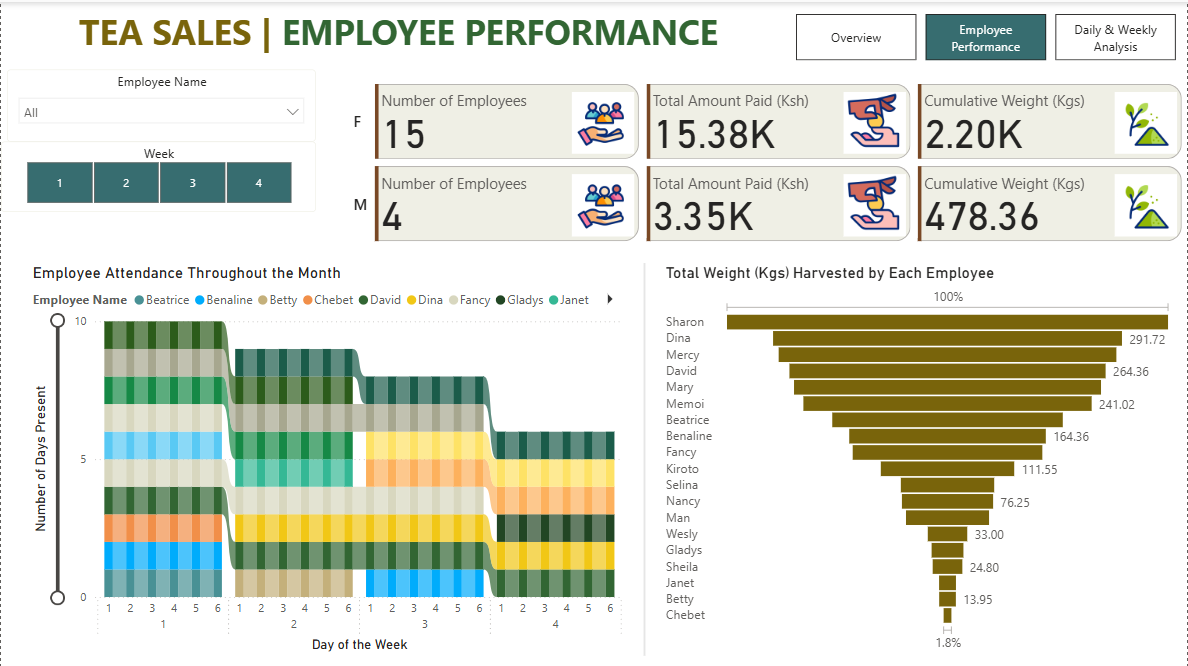 TEA SALES | EMPLOYEE PERFORMANCE
Overview
Employee
Performance
Daily & Weekly
Analysis
Employee Name
All
Week
1 2 3 4
F
Number of Employees
15
Total Amount Paid (Ksh)
15.38K
Cumulative Weight (Kgs)
2.20K
M
Number of Employees
4
Total Amount Paid (Ksh)
3.35K
Cumulative Weight (Kgs)
478.36
Employee Attendance Throughout the Month
Employee Name Beatrice Benaline Betty Chebet David Dina Fancy Gladys Janet
10
5
0
Number of Days Present
1 2 3 4 5 6 1 2 3 4 5 6 1 2 3 4 5 6 1 2 3 4 5 6
1 2 3 4
Day of the Week
Total Weight (Kgs) Harvested by Each Employee
100%
Sharon
Dina 291.72
Mercy
David 264.36
Mary
Memoi 241.02
Beatrice
Benaline 164.36
Fancy
Kiroto 111.55
Selina
Nancy 76.25
Man
Wesly 33.00
Gladys
Sheila 24.80
Janet
Betty 13.95
Chebet
1.8%